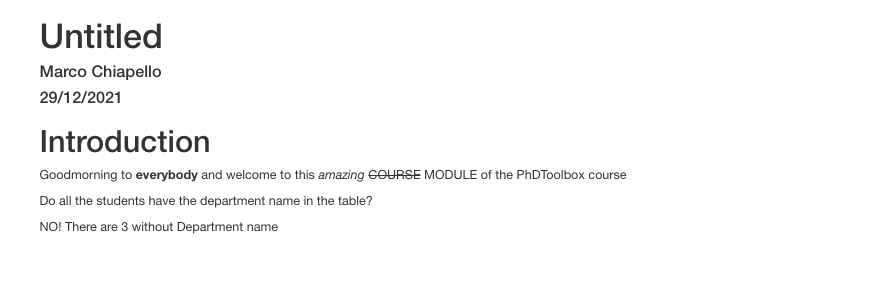 Untitled
Marco Chiapello
29/12/2021
Introduction
Goodmorning to everybody and welcome to this amazing COURSE MODULE of the PhDToolbox course
Do all the students have the department name in the table?
NO! There are 3 without Department name